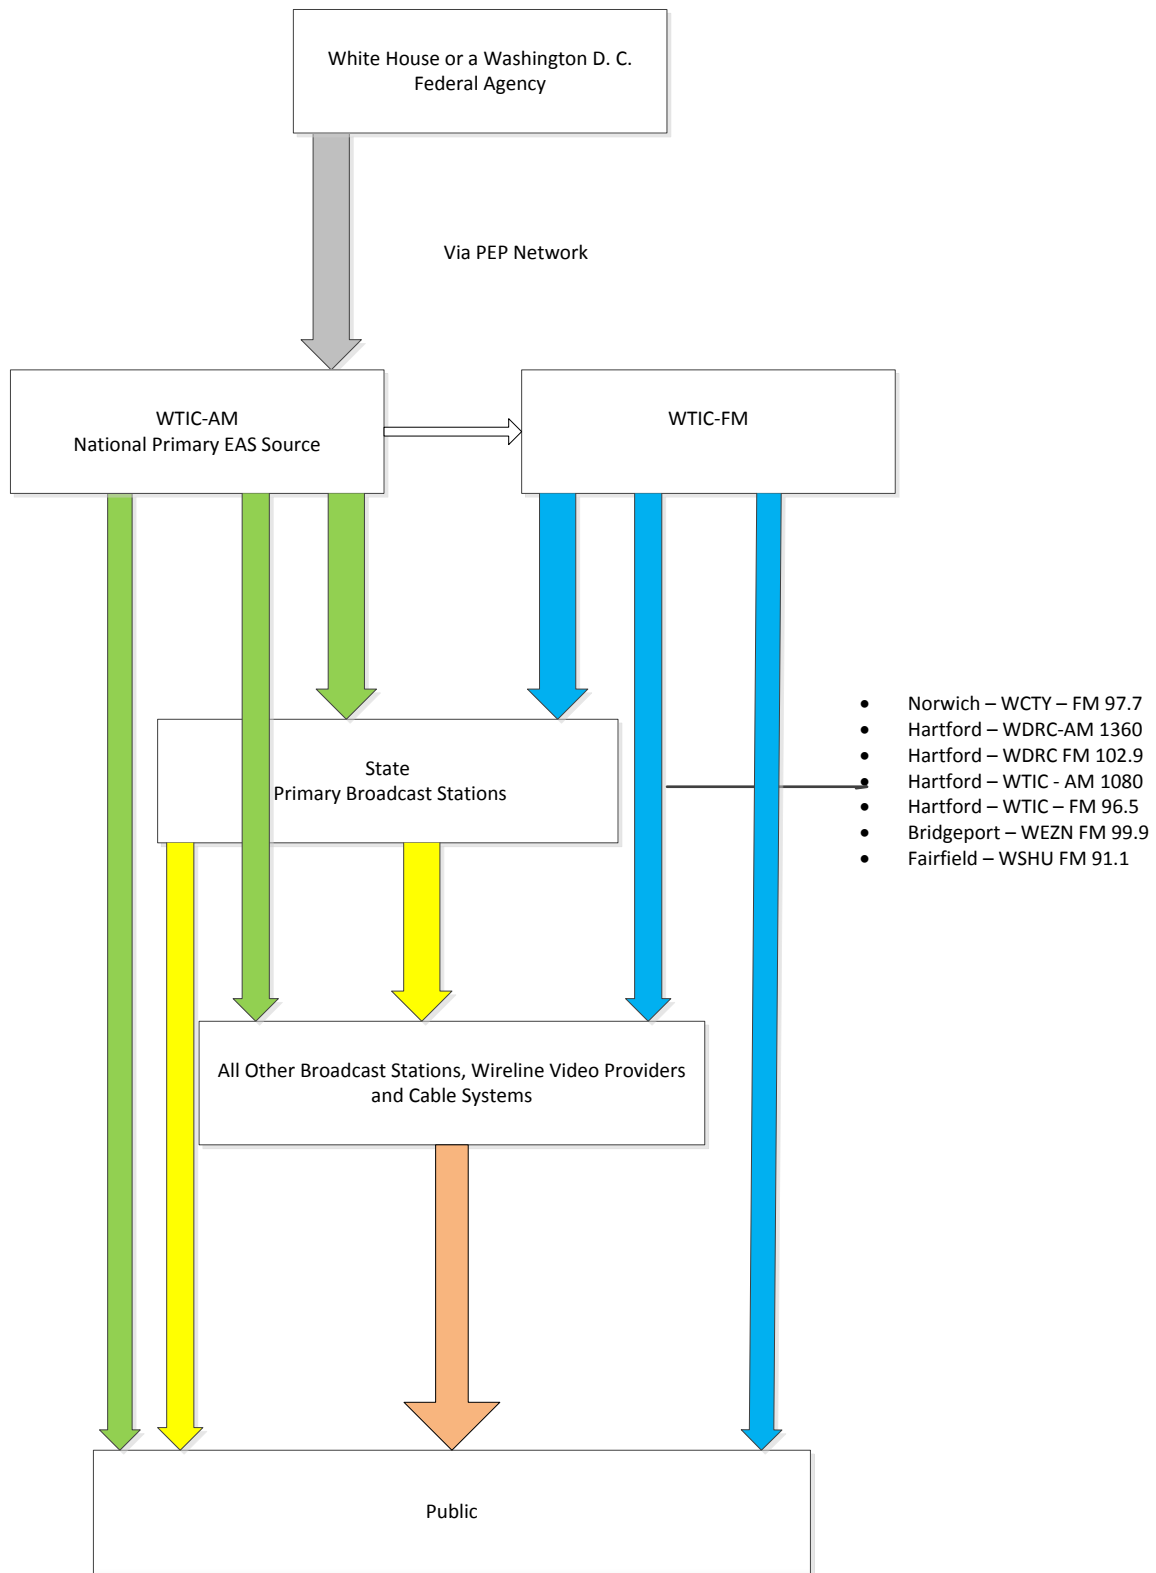 White House or a Washington D. C.
Federal Agency
Via PEP Network
WTIC-AM
National Primary EAS Source
WTIC-FM
State
Primary Broadcast Stations
• Norwich – WCTY – FM 97.7
• Hartford – WDRC-AM 1360
• Hartford – WDRC FM 102.9
• Hartford – WTIC - AM 1080
• Hartford – WTIC – FM 96.5
• Bridgeport – WEZN FM 99.9
• Fairfield – WSHU FM 91.1
All Other Broadcast Stations, Wireline Video Providers
and Cable Systems
Public